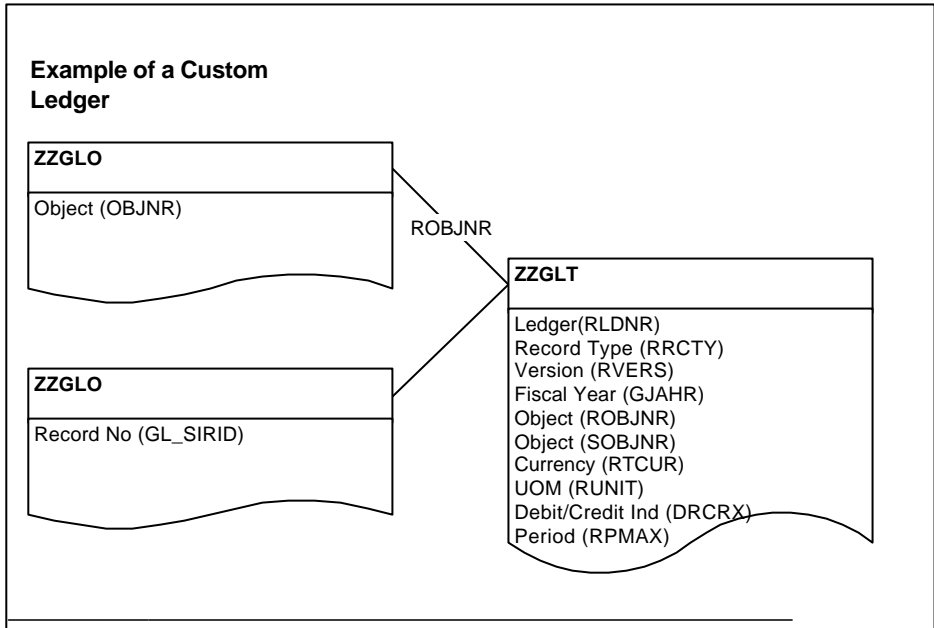 Example of a Custom
Ledger
ZZGLO
Object (OBJNR)
ROBJNR
ZZGLT
Ledger(RLDNR)
Record Type (RRCTY)
Version (RVERS)
Fiscal Year (GJAHR)
Object (ROBJNR)
Object (SOBJNR)
Currency (RTCUR)
UOM (RUNIT)
Debit/Credit Ind (DRCRX)
Period (RPMAX)
ZZGLO
Record No (GL_SIRID)